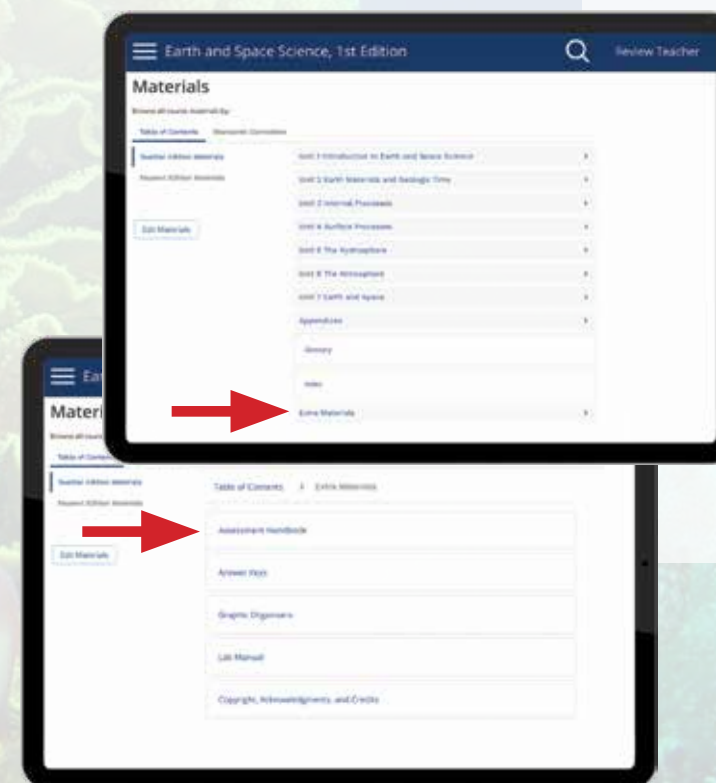 Earth and Space Science, 1st Edition
Review Teacher
Materials
Browse all course material by:
Table of Contents
Standards Correlation
Teacher Edition Materials
Student Edition Materials
Edit Materials
Unit 1 Introduction to Earth and Space Science
Unit 2 Earth Materials and Geologic Time
Unit 3 Internal Processes
Unit 4 Surface Processes
Unit 5 The Hydrosphere
Unit 6 The Atmosphere
Unit 7 Earth and Space
Appendices
Glossary
Index
Extra Materials
Ea
Materi
Browse all cours
Table of Contents
Teacher Edition Materials
Student Edition Materials
Edit Materials
Table of Contents > Extra Materials
Assessment Handbook
Answer Keys
Graphic Organizers
Lab Manual
Copyright, Acknowledgments, and Credits